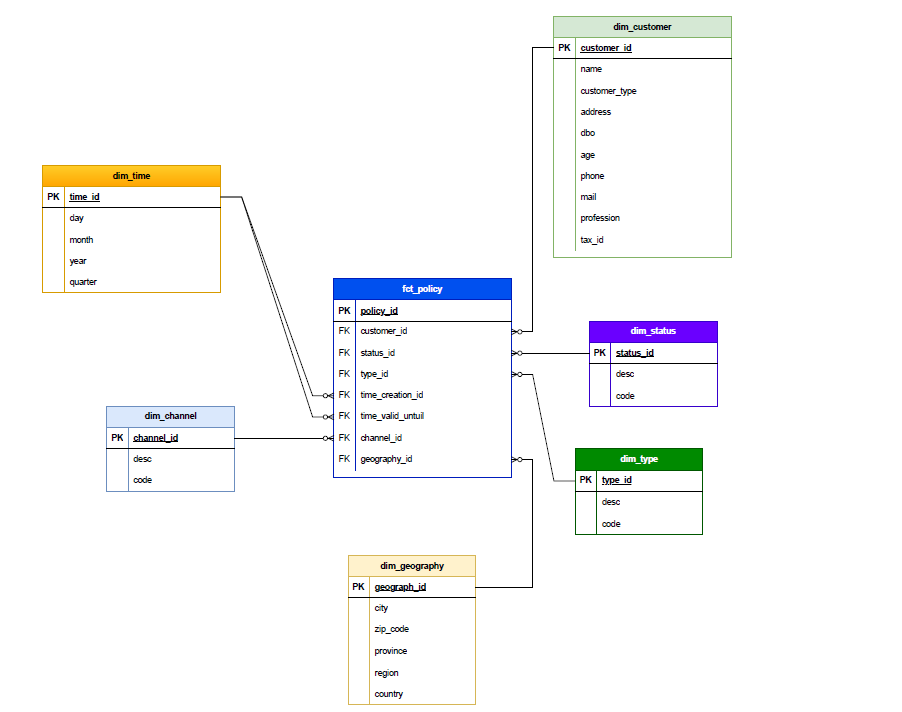 dim_customer
PK customer_id
name
customer_type
address
dbo
age
phone
mail
profession
tax_id
dim_time
PK time_id
day
month
year
quarter
fct_policy
PK policy_id
FK customer_id
FK status_id
FK type_id
FK time_creation_id
FK time_valid_untuil
FK channel_id
FK geography_id
dim_status
PK status_id
desc
code
dim_channel
PK channel_id
desc
code
dim_type
PK type_id
desc
code
dim_geography
PK geograph_id
city
zip_code
province
region
country